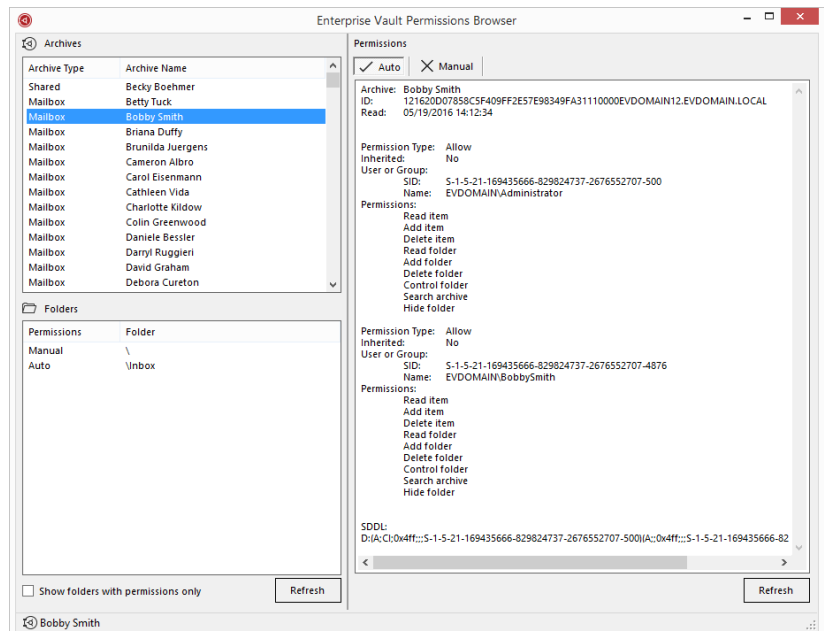 Enterprise Vault Permissions Browser
Archives
Archive Type Archive Name
Shared Becky Boehmer
Mailbox Betty Tuck
Mailbox Bobby Smith
Mailbox Briana Duffy
Mailbox Brunilda Juergens
Mailbox Cameron Albro
Mailbox Carol Eisenmann
Mailbox Cathleen Vida
Mailbox Charlotte Kildow
Mailbox Colin Greenwood
Mailbox Daniele Bessler
Mailbox Darryl Ruggieri
Mailbox David Graham
Mailbox Debora Cureton
Folders
Permissions Folder
Manual \
Auto \Inbox
Show folders with permissions only
Refresh
Permissions
Auto Manual
Archive: Bobby Smith
ID: 121620D07858C5F409FF2E57E98349FA31110000EVDOMAIN12.EVDOMAIN.LOCAL
Read: 05/19/2016 14:12:34
Permission Type: Allow
Inherited: No
User or Group:
SID: S-1-5-21-169435666-829824737-2676552707-500
Name: EVDOMAIN\Administrator
Permissions:
Read item
Add item
Delete item
Read folder
Add folder
Delete folder
Control folder
Search archive
Hide folder
Permission Type: Allow
Inherited: No
User or Group:
SID: S-1-5-21-169435666-829824737-2676552707-4876
Name: EVDOMAIN\BobbySmith
Permissions:
Read item
Add item
Delete item
Read folder
Add folder
Delete folder
Control folder
Search archive
Hide folder
SDDL:
D:(A;CI;0x4ff;;;S-1-5-21-169435666-829824737-2676552707-500)(A;;0x4ff;;;S-1-5-21-169435666-82
Refresh
Bobby Smith